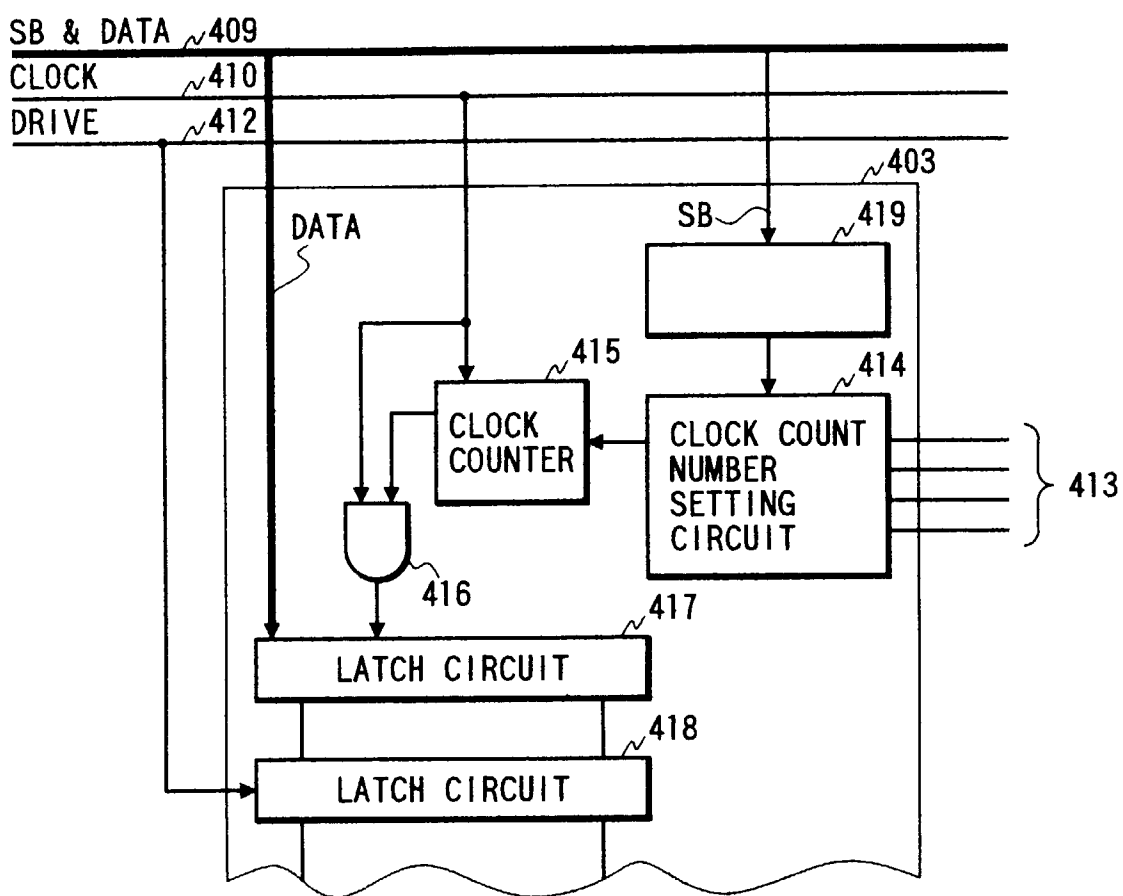 SB & DATA 409
CLOCK 410
DRIVE 412
403
DATA
SB
419
415
414
CLOCK
COUNTER
CLOCK COUNT
NUMBER
SETTING
CIRCUIT
413
416
417
LATCH CIRCUIT
418
LATCH CIRCUIT